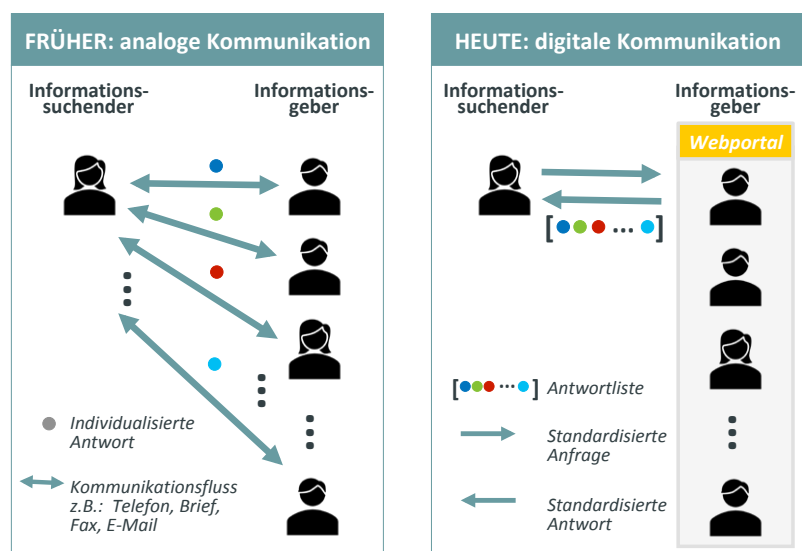 FRÜHER: analoge Kommunikation
Informations-
suchender
Informations-
geber
Individualisierte
Antwort
Kommunikationsfluss
z.B.: Telefon, Brief,
Fax, E-Mail
HEUTE: digitale Kommunikation
Informations-
suchender
Informations-
geber
Webportal
[ ... ]
[ ... ] Antwortliste
Standardisierte
Anfrage
Standardisierte
Antwort